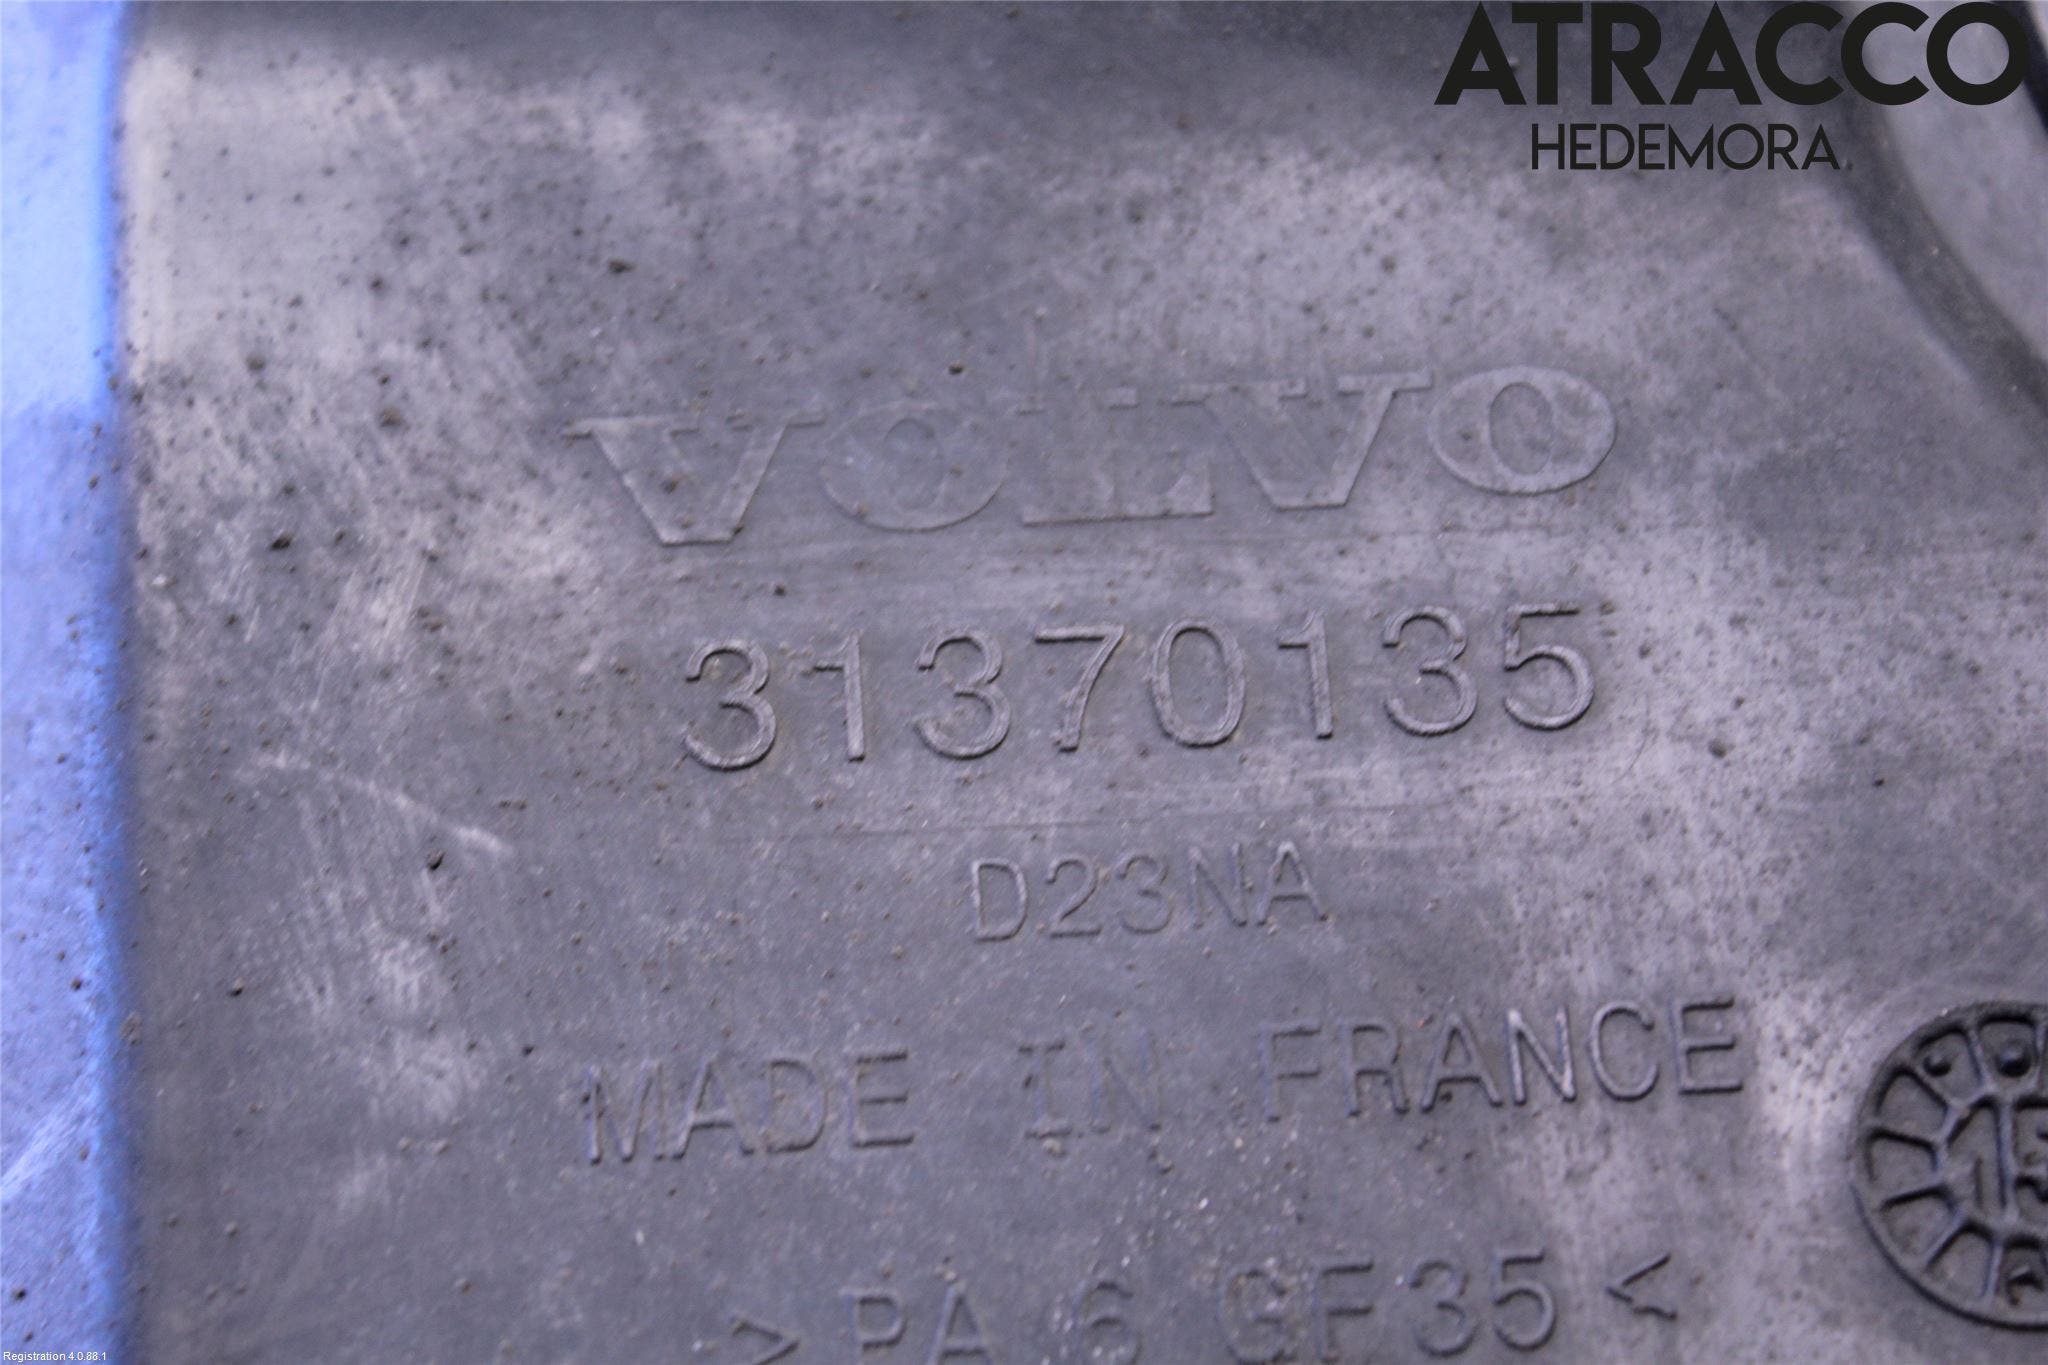 ATRACCO
HEDEMORA
VOLVO
31370135
D23NA
MADE IN FRANCE
>PA 6 GF35<
Registration 4.0.88.1